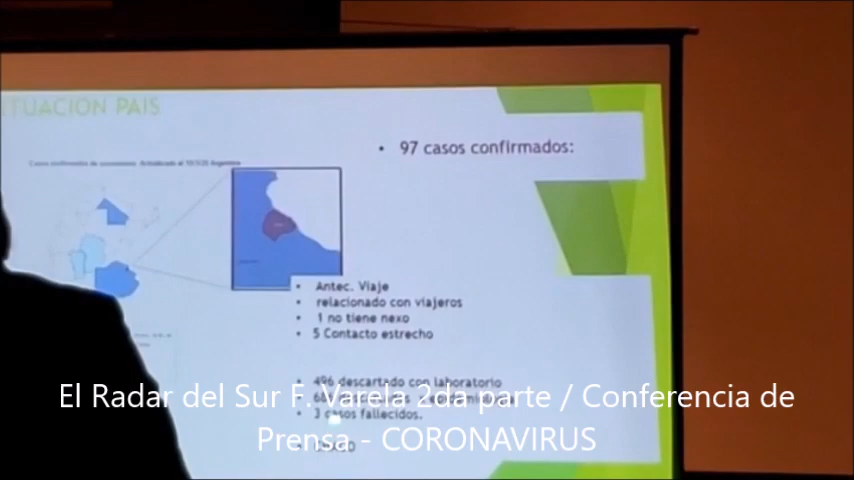 TUACION PAIS
• 97 casos confirmados:
• Antec. Viaje
• relacionado con viajeros
• 1 no tiene nexo
• 5 Contacto estrecho
• 496 descartado con laboratorio
• 3 casos fallecidos.
El Radar del Sur F. Varela 2da parte / Conferencia de
Prensa - CORONAVIRUS